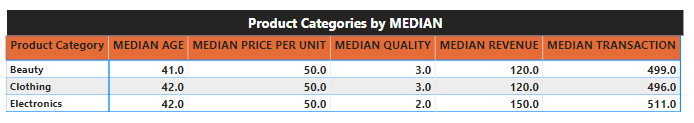 Product Categories by MEDIAN
Product Category MEDIAN AGE MEDIAN PRICE PER UNIT MEDIAN QUALITY MEDIAN REVENUE MEDIAN TRANSACTION
Beauty 41.0 50.0 3.0 120.0 499.0
Clothing 42.0 50.0 3.0 120.0 496.0
Electronics 42.0 50.0 2.0 150.0 511.0